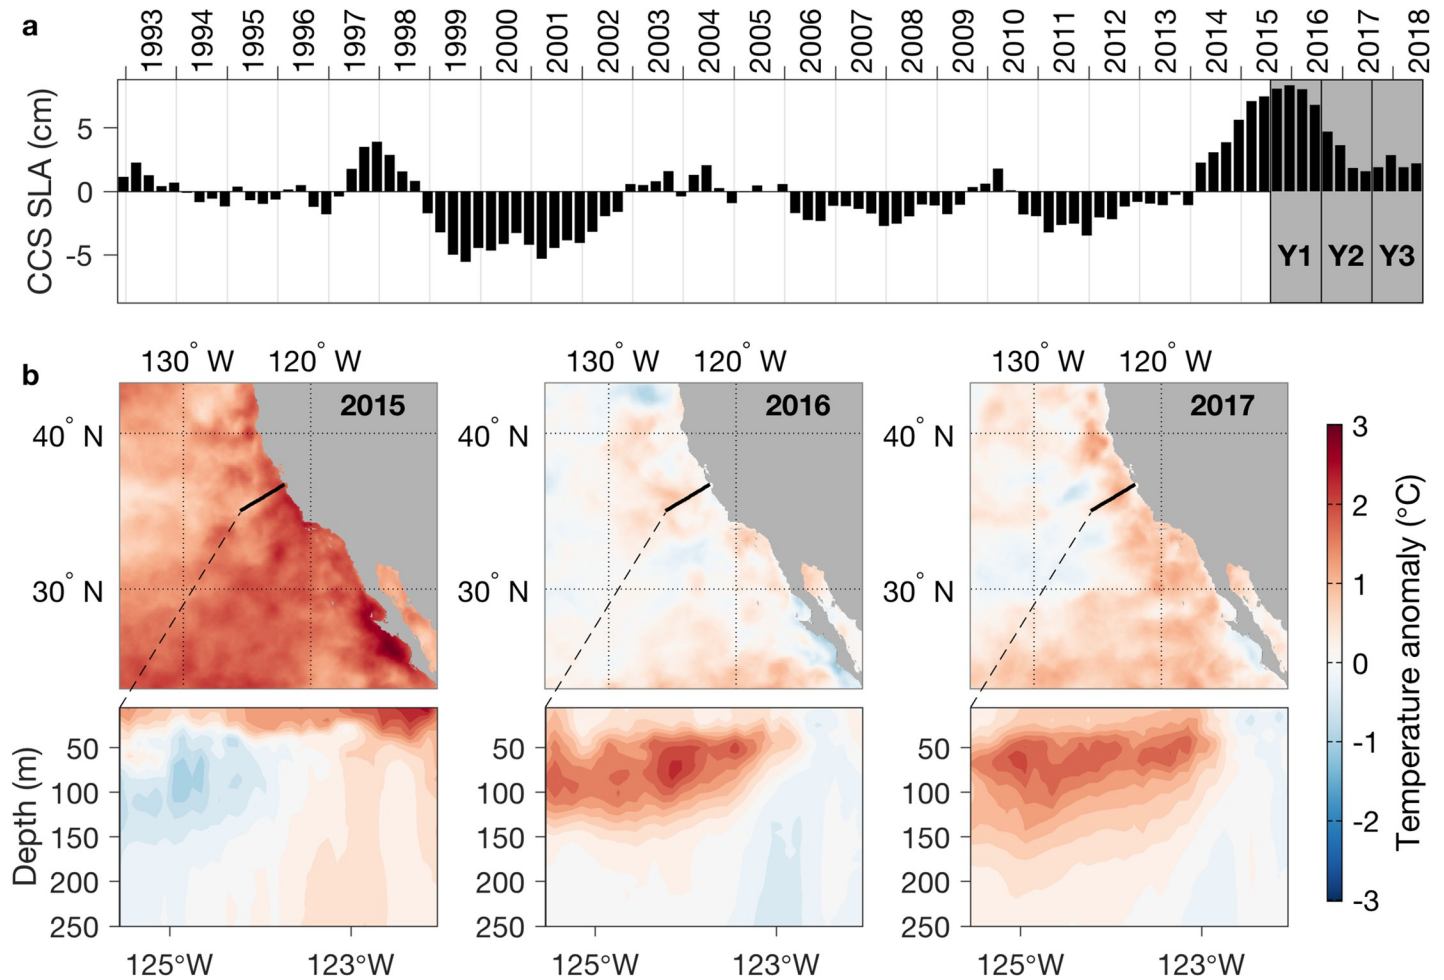 a
1993 1994 1995 1996 1997 1998 1999 2000 2001 2002 2003 2004 2005 2006 2007 2008 2009 2010 2011 2012 2013 2014 2015 2016 2017 2018
CCS SLA (cm)
5
0
-5
Y1 Y2 Y3
b
130° W 120° W 130° W 120° W 130° W 120° W
2015 2016 2017
40° N 40° N 40° N
30° N 30° N 30° N
3
2
1
0
-1
-2
-3
Temperature anomaly (°C)
Depth (m)
50 50 50
100 100 100
150 150 150
200 200 200
250 250 250
125°W 123°W 125°W 123°W 125°W 123°W